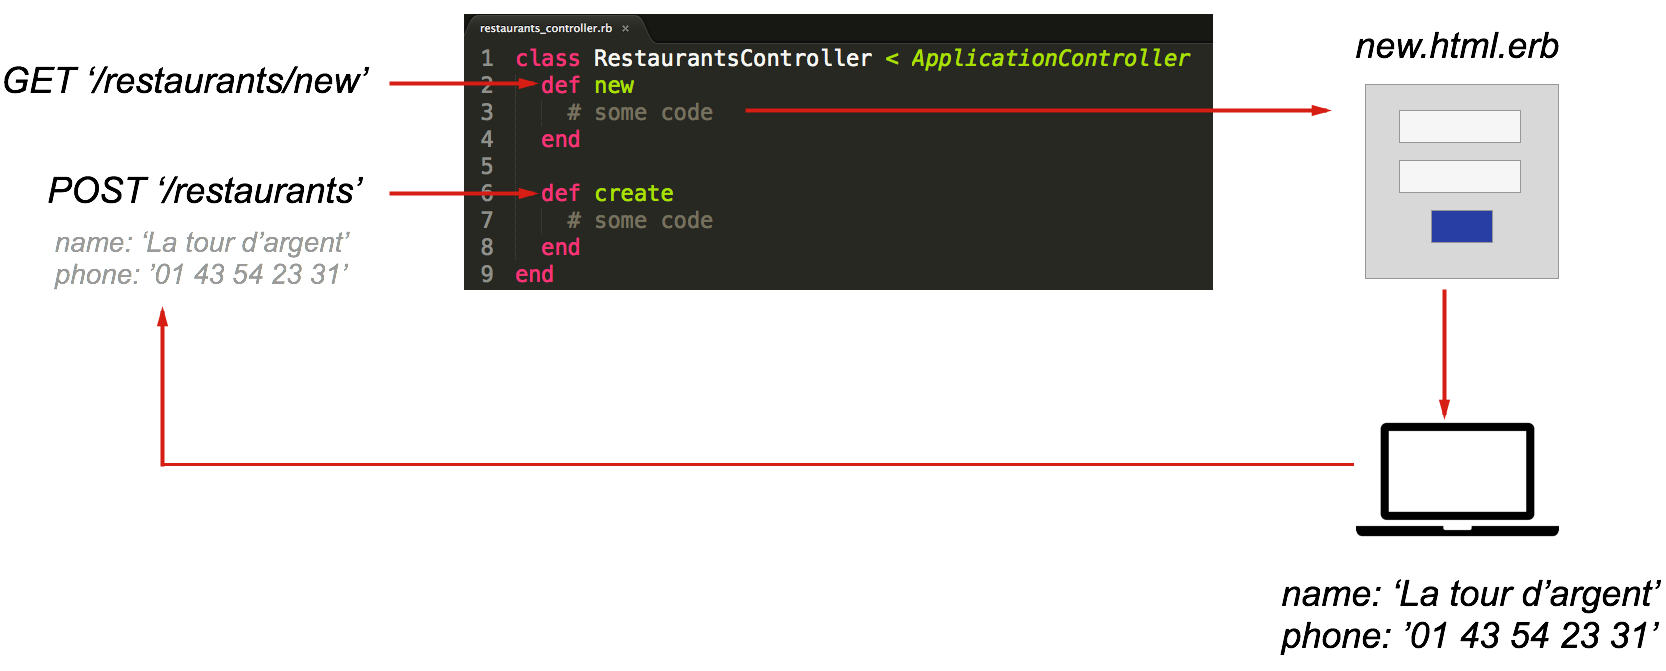 GET ‘/restaurants/new’
POST ‘/restaurants’
name: ‘La tour d’argent’
phone: ’01 43 54 23 31’
restaurants_controller.rb ×
1 class RestaurantsController < ApplicationController
2   def new
3     # some code
4   end
5
6   def create
7     # some code
8   end
9 end
new.html.erb
name: ‘La tour d’argent’
phone: ’01 43 54 23 31’